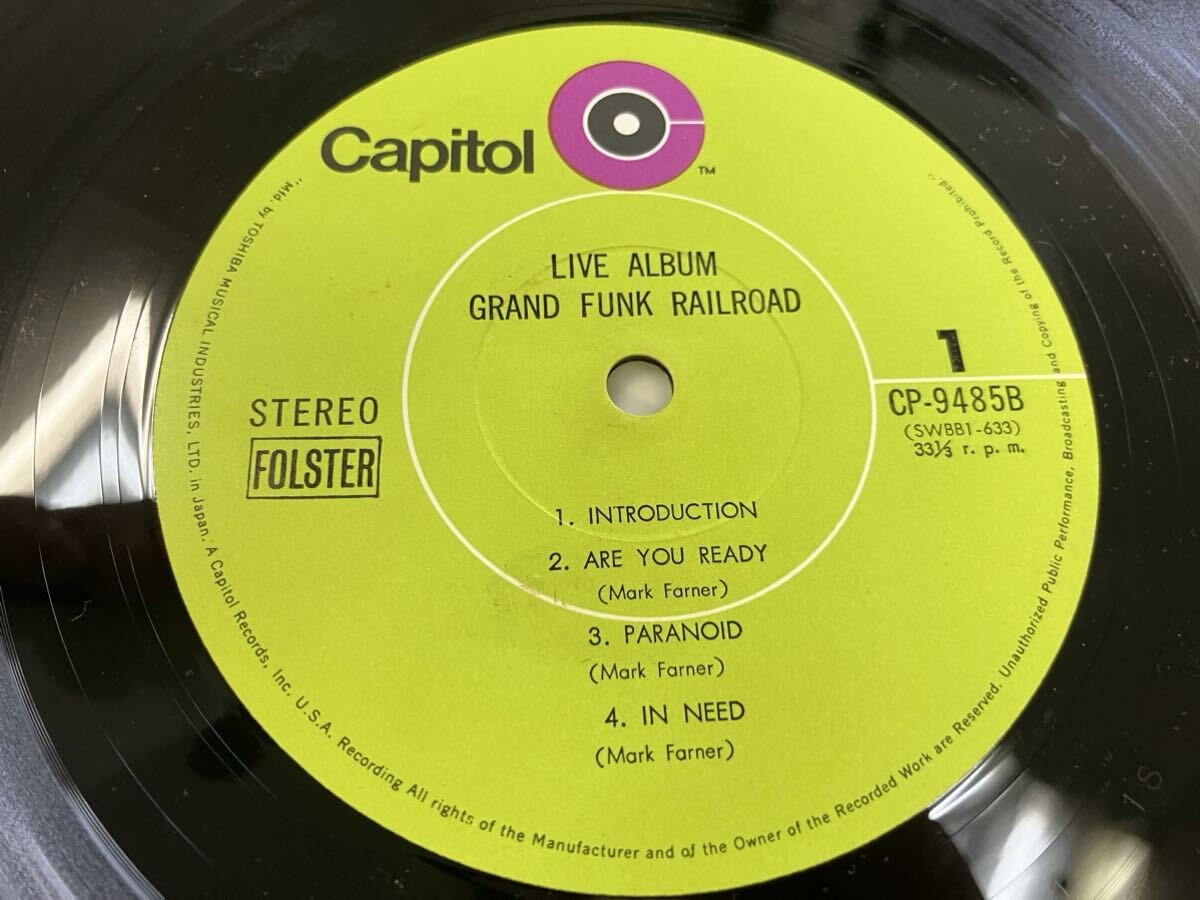 Capitol
TM
LIVE ALBUM
GRAND FUNK RAILROAD
STEREO
FOLSTER
1
CP-9485B
(SWBB1-633)
33⅓ r. p. m.
1. INTRODUCTION
2. ARE YOU READY
(Mark Farner)
3. PARANOID
(Mark Farner)
4. IN NEED
(Mark Farner)
"Mfd. by TOSHIBA MUSICAL INDUSTRIES, LTD. in Japan. A Capitol Records, Inc. U.S.A. Recording All rights of the Manufacturer and of the Owner of the Recorded Work are Reserved. Unauthorized Public Performance, Broadcasting and Copying of the Record Prohibited."
1 S